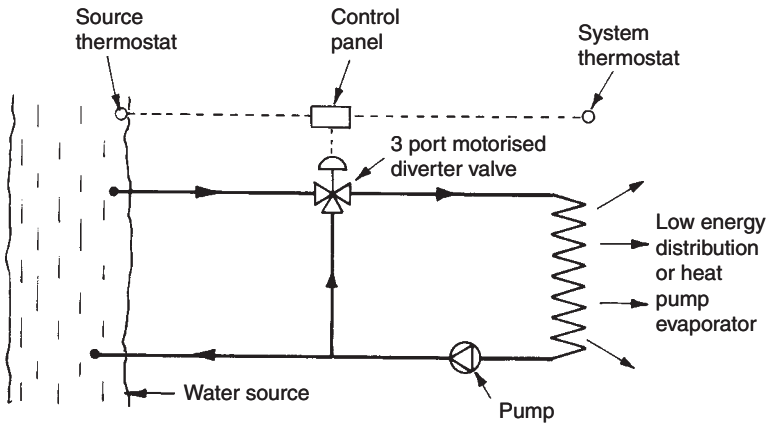 Source
thermostat
Control
panel
System
thermostat
3 port motorised
diverter valve
Low energy
distribution
or heat
pump
evaporator
Water source
Pump